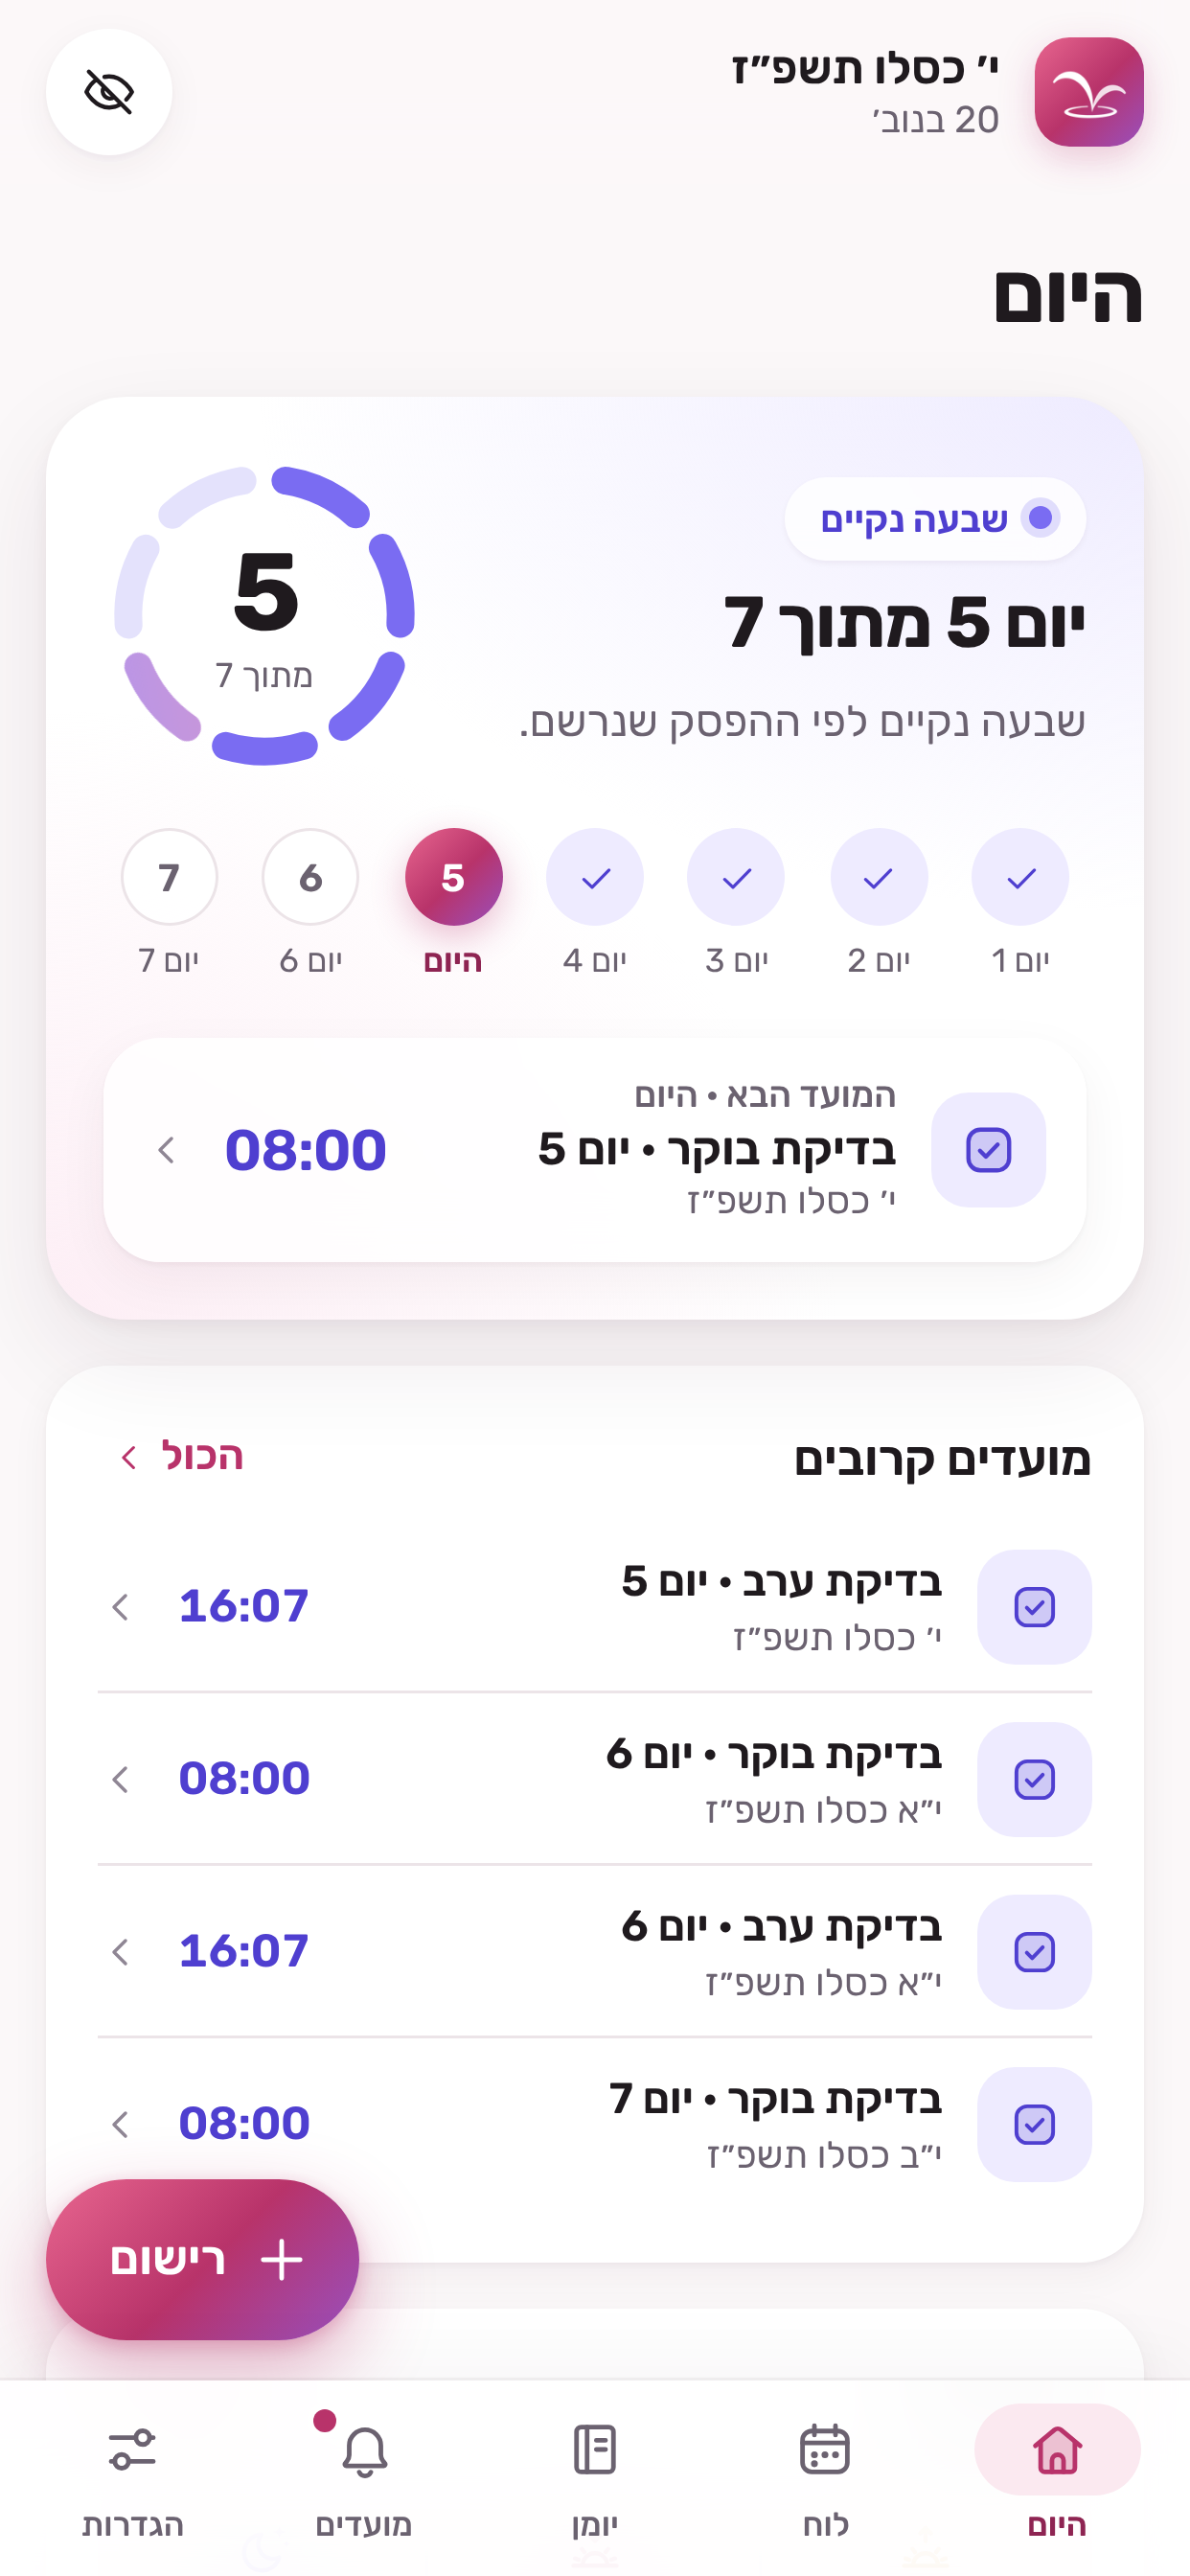 י׳ כסלו תשפ״ז
20 בנוב׳
היום
שבעה נקיים
יום 5 מתוך 7
שבעה נקיים לפי ההפסק שנרשם.
5
מתוך 7
5 6 7
יום 1 יום 2 יום 3 יום 4 היום יום 6 יום 7
המועד הבא • היום
בדיקת בוקר • יום 5
י׳ כסלו תשפ״ז
08:00
מועדים קרובים
הכול
בדיקת ערב • יום 5
י׳ כסלו תשפ״ז
16:07
בדיקת בוקר • יום 6
י״א כסלו תשפ״ז
08:00
בדיקת ערב • יום 6
י״א כסלו תשפ״ז
16:07
בדיקת בוקר • יום 7
י״ב כסלו תשפ״ז
08:00
רישום
היום
לוח
יומן
מועדים
הגדרות